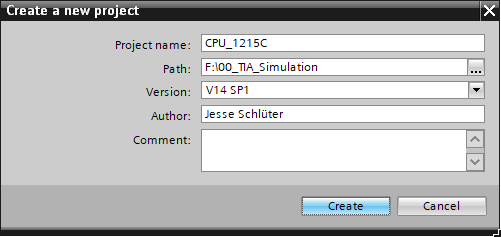 Create a new project
Project name: CPU_1215C
Path: F:\00_TIA_Simulation ...
Version: V14 SP1
Author: Jesse Schlüter
Comment:
Create Cancel